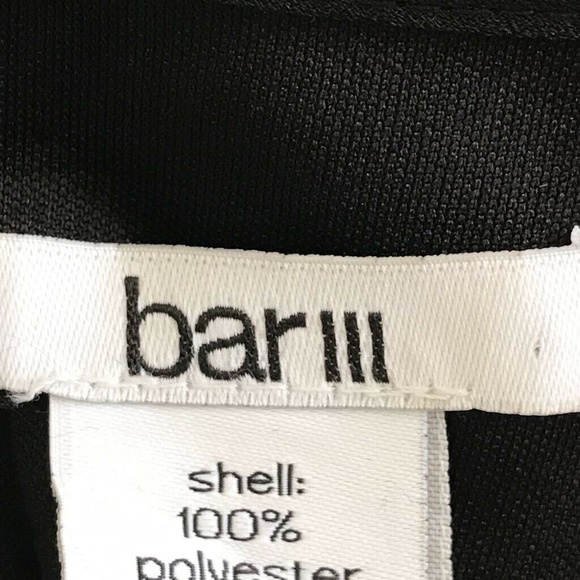 bar III
shell:
100%
polyester